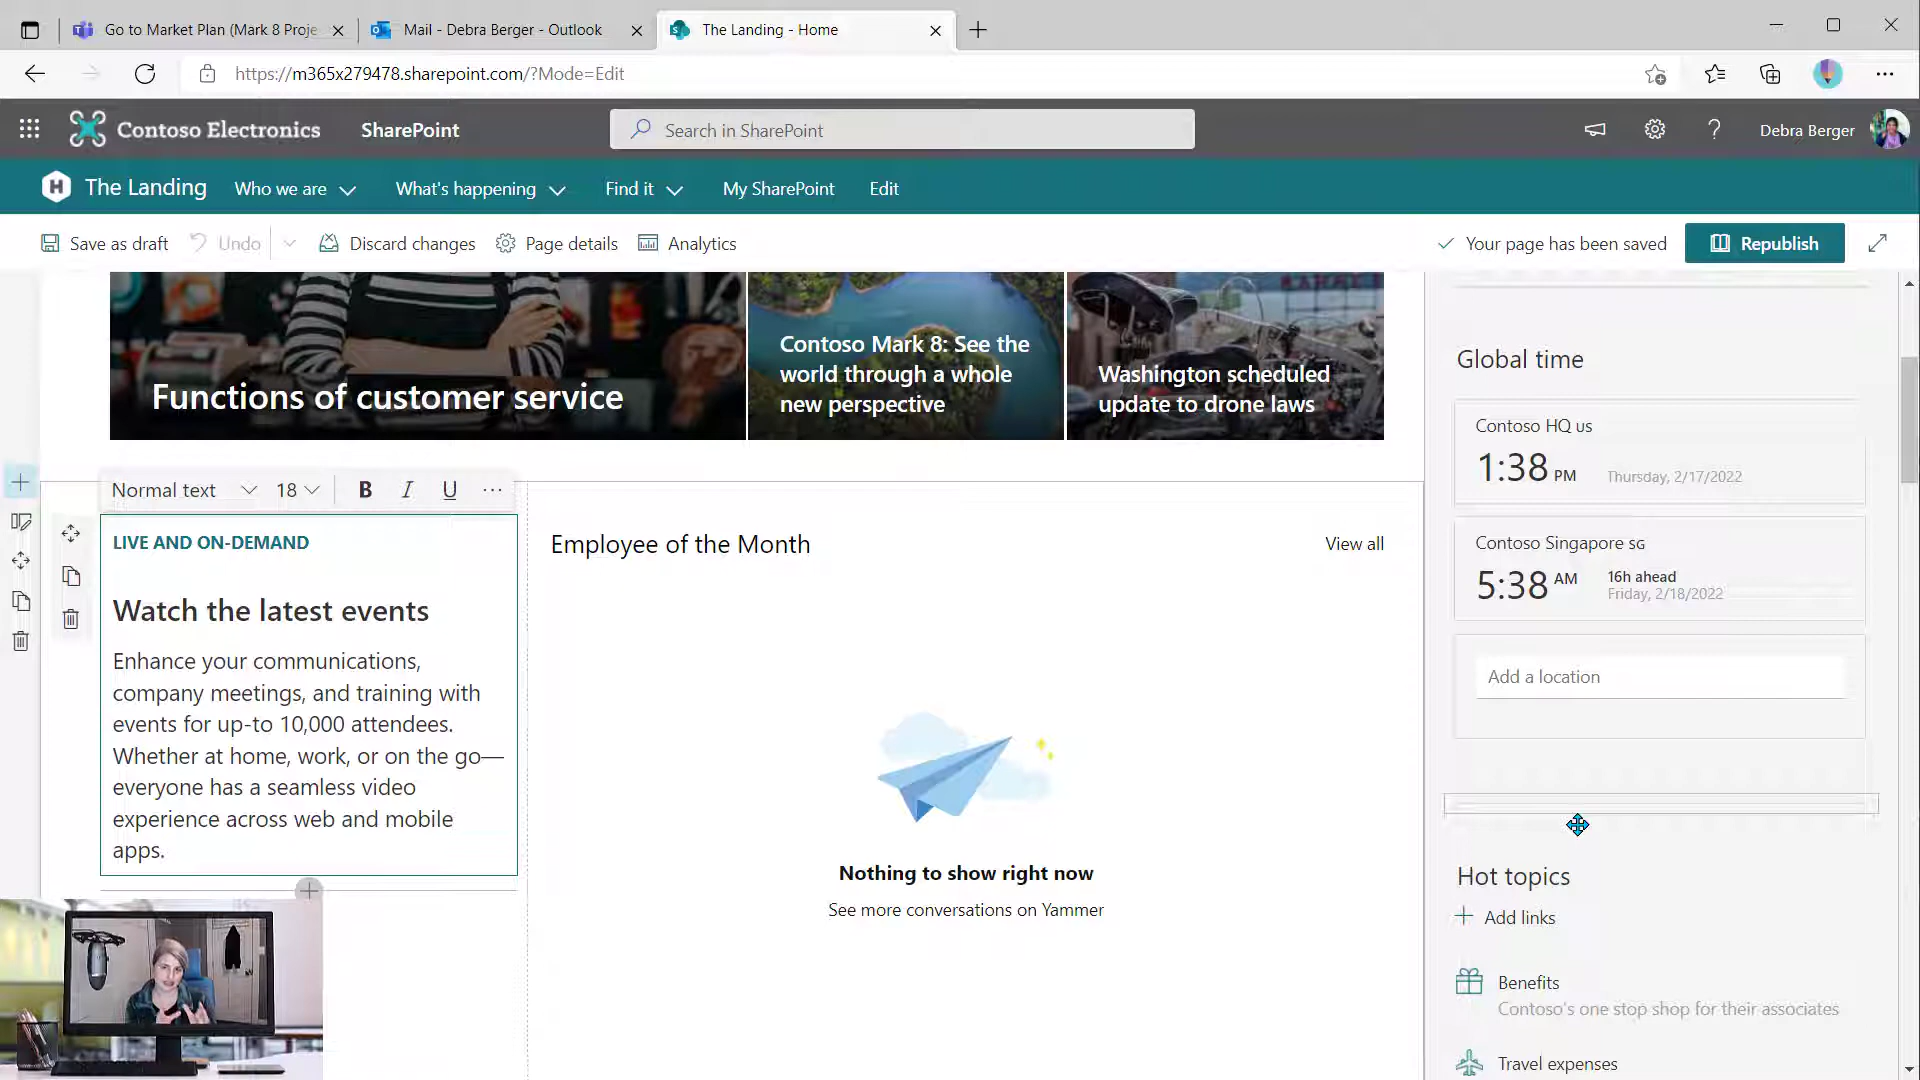 Go to Market Plan (Mark 8 Proje
Mail - Debra Berger - Outlook
The Landing - Home
https://m365x279478.sharepoint.com/?Mode=Edit
Contoso Electronics
SharePoint
Search in SharePoint
Debra Berger
H
The Landing
Who we are
What's happening
Find it
My SharePoint
Edit
Save as draft
Undo
Discard changes
Page details
Analytics
Your page has been saved
Republish
Functions of customer service
Contoso Mark 8: See the
world through a whole
new perspective
Washington scheduled
update to drone laws
Normal text
18
B
I
U
LIVE AND ON-DEMAND
Watch the latest events
Enhance your communications,
company meetings, and training with
events for up-to 10,000 attendees.
Whether at home, work, or on the go—
everyone has a seamless video
experience across web and mobile
apps.
Employee of the Month
View all
Nothing to show right now
See more conversations on Yammer
Global time
Contoso HQ us
1:38 PM
Thursday, 2/17/2022
Contoso Singapore SG
5:38 AM
16h ahead
Friday, 2/18/2022
Add a location
Hot topics
Add links
Benefits
Contoso's one stop shop for their associates
Travel expenses